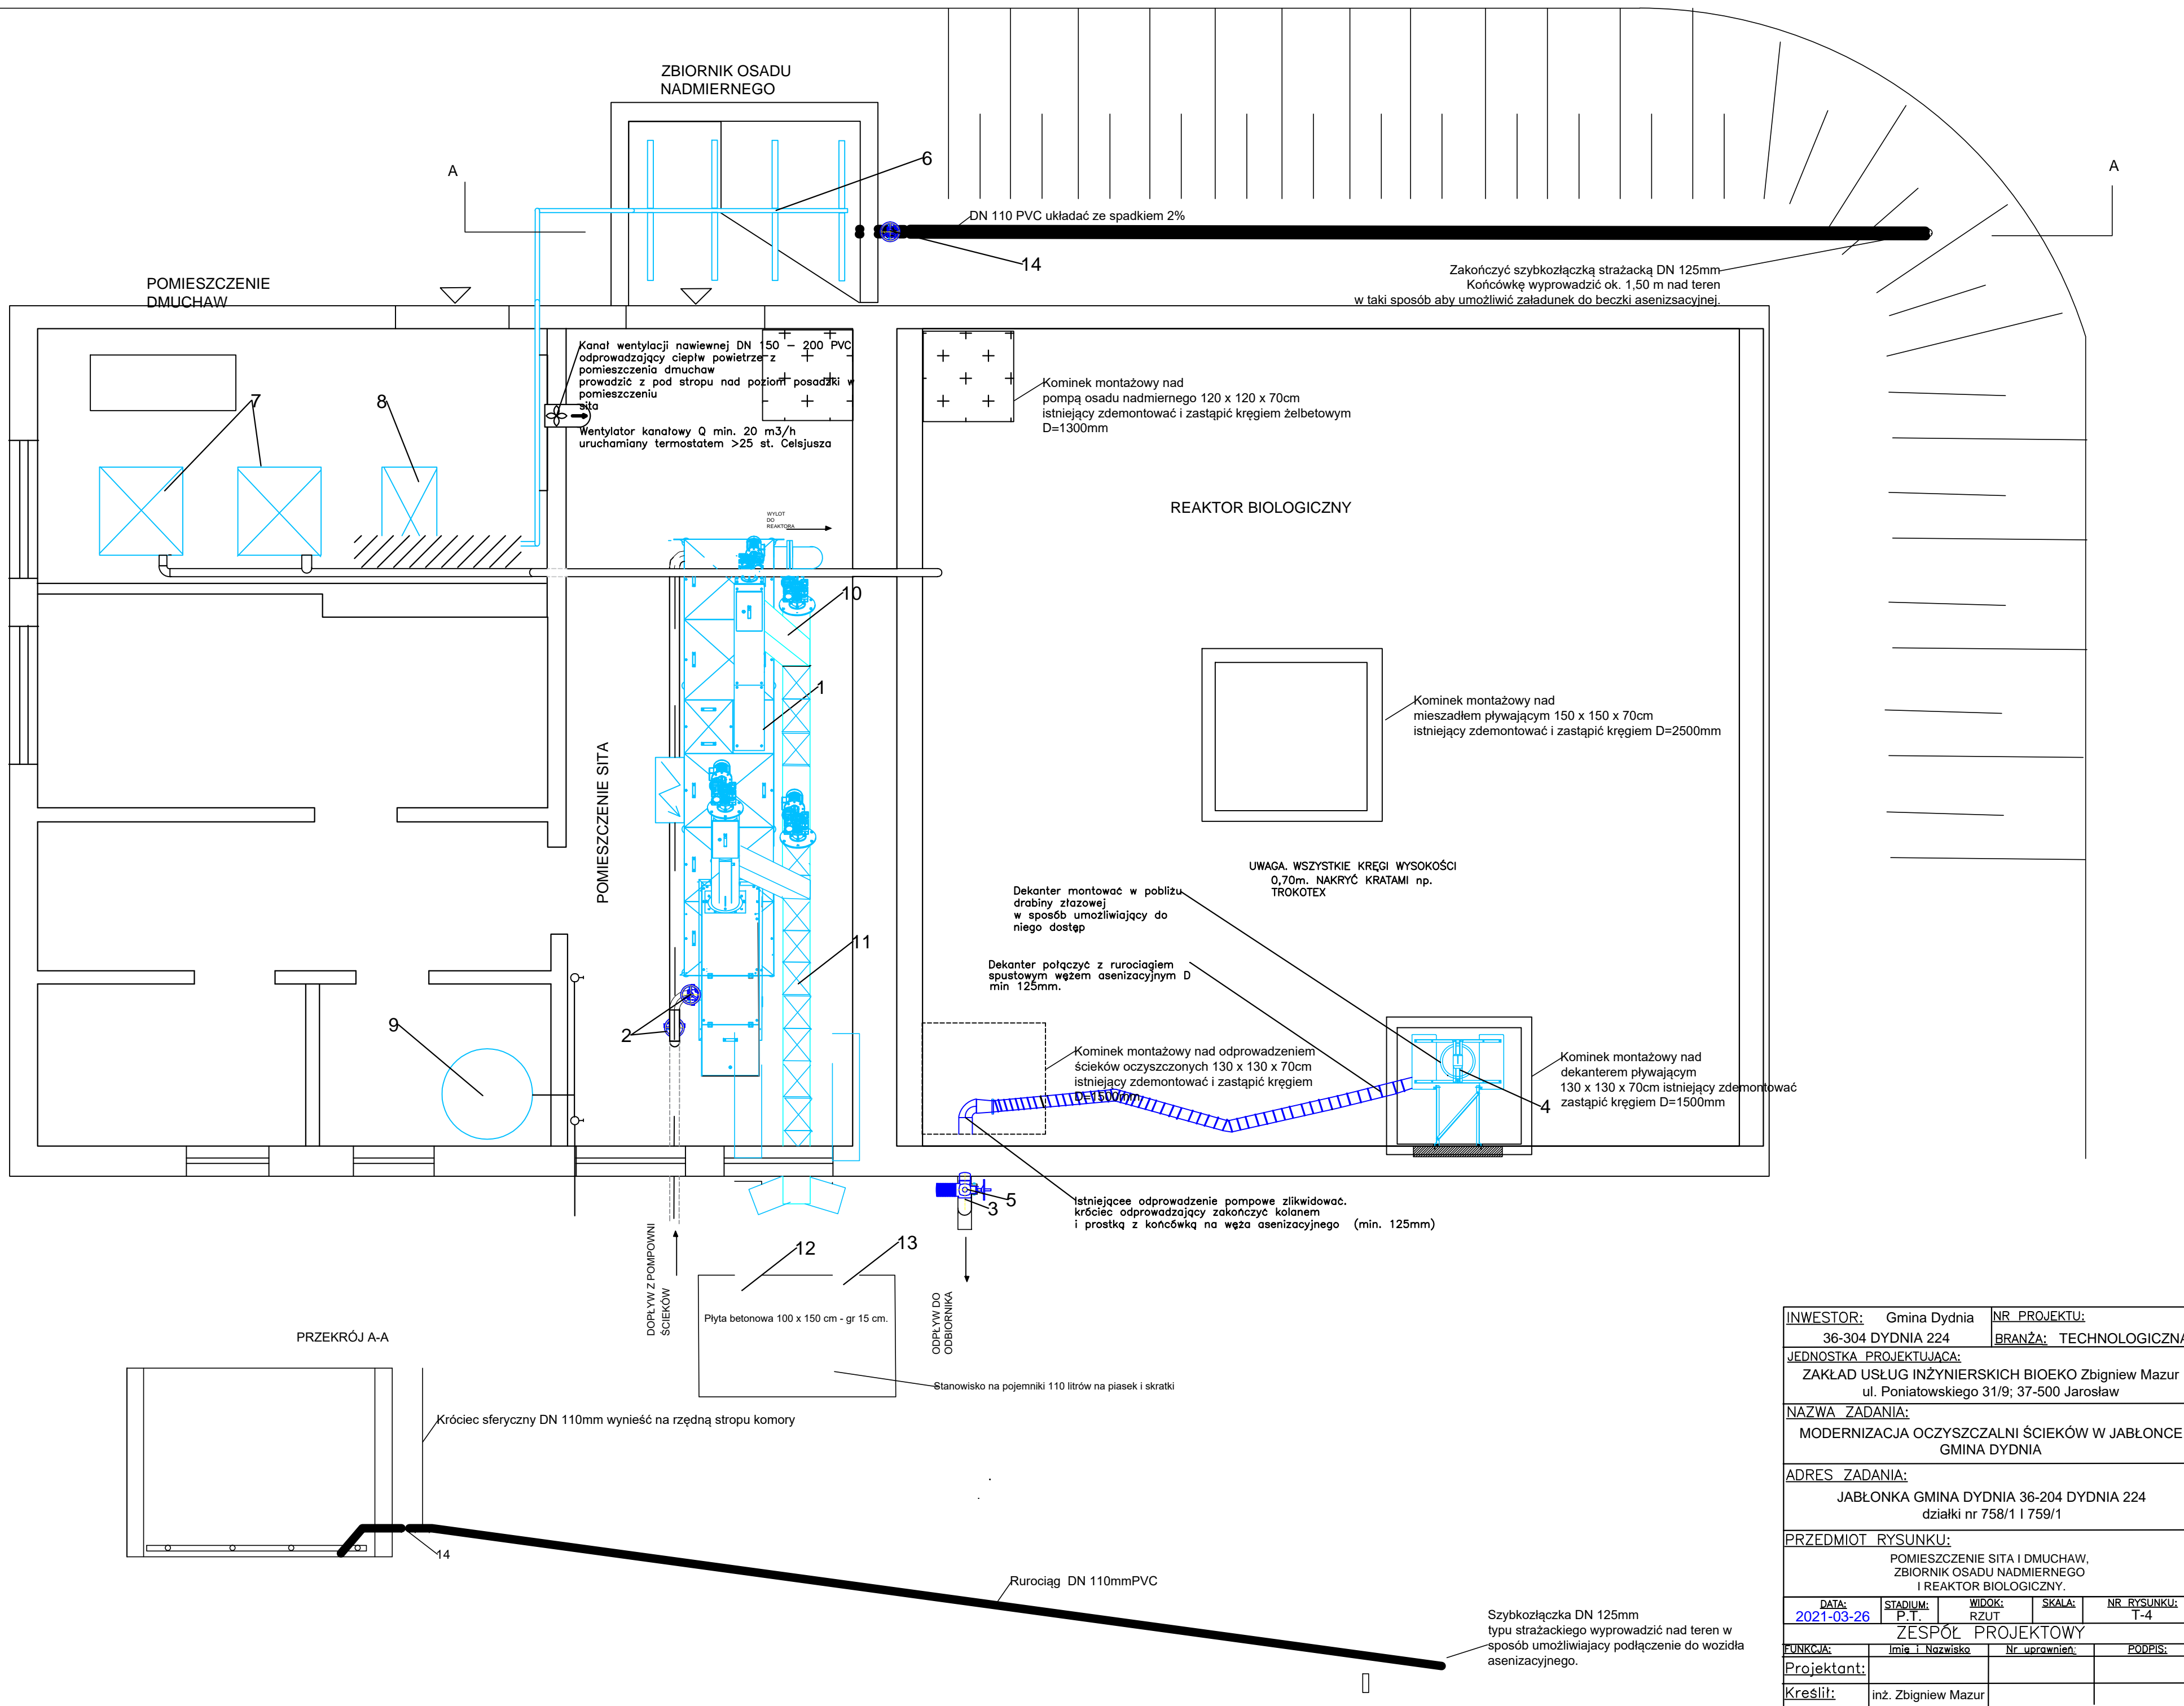 ZBIORNIK OSADU
NADMIERNEGO
6
A
A
DN 110 PVC układać ze spadkiem 2%
14
Zakończyć szybkozłączką strażacką DN 125mm
Końcówkę wyprowadzić ok. 1,50 m nad teren
w taki sposób aby umożliwić załadunek do beczki asenizsacyjnej.
POMIESZCZENIE
DMUCHAW
Kanał wentylacji nawiewnej DN 150 – 200 PVC
odprowadzający ciepłw powietrze z
pomieszczenia dmuchaw
prowadzić z pod stropu nad poziom posadzki w
pomieszczeniu
sita
Wentylator kanałowy Q min. 20 m3/h
uruchamiany termostatem >25 st. Celsjusza
7
8
Kominek montażowy nad
pompą osadu nadmiernego 120 x 120 x 70cm
istniejący zdemontować i zastąpić kręgiem żelbetowym
D=1300mm
REAKTOR BIOLOGICZNY
WYLOT
DO
REAKTORA
10
1
POMIESZCZENIE SITA
Kominek montażowy nad
mieszadłem pływającym 150 x 150 x 70cm
istniejący zdemontować i zastąpić kręgiem D=2500mm
UWAGA. WSZYSTKIE KRĘGI WYSOKOŚCI
0,70m. NAKRYĆ KRATAMI np.
TROKOTEX
Dekanter montować w pobliżu
drabiny złazowej
w sposób umożliwiający do
niego dostęp
11
Dekanter połączyć z rurociagiem
spustowym wężem asenizacyjnym D
min 125mm.
9
2
Kominek montażowy nad odprowadzeniem
ścieków oczyszczonych 130 x 130 x 70cm
istniejący zdemontować i zastąpić kręgiem
D=1500mm
Kominek montażowy nad
dekanterem pływającym
130 x 130 x 70cm istniejący zdemontować
zastąpić kręgiem D=1500mm
4
5
3
Istniejącee odprowadzenie pompowe zlikwidować.
króciec odprowadzający zakończyć kolanem
i prostką z końcówką na węża asenizacyjnego (min. 125mm)
DOPŁYW Z POMPOWNI
ŚCIEKÓW
12
13
Płyta betonowa 100 x 150 cm - gr 15 cm.
ODPŁYW DO
ODBIORNIKA
Stanowisko na pojemniki 110 litrów na piasek i skratki
PRZEKRÓJ A-A
Króciec sferyczny DN 110mm wynieść na rzędną stropu komory
14
Rurociąg DN 110mmPVC
Szybkozłączka DN 125mm
typu strażackiego wyprowadzić nad teren w
sposób umożliwiajacy podłączenie do wozidła
asenizacyjnego.
INWESTOR: Gmina Dydnia
36-304 DYDNIA 224
NR PROJEKTU:
BRANŻA: TECHNOLOGICZNA
JEDNOSTKA PROJEKTUJĄCA:
ZAKŁAD USŁUG INŻYNIERSKICH BIOEKO Zbigniew Mazur
ul. Poniatowskiego 31/9; 37-500 Jarosław
NAZWA ZADANIA:
MODERNIZACJA OCZYSZCZALNI ŚCIEKÓW W JABŁONCE
GMINA DYDNIA
ADRES ZADANIA:
JABŁONKA GMINA DYDNIA 36-204 DYDNIA 224
działki nr 758/1 I 759/1
PRZEDMIOT RYSUNKU:
POMIESZCZENIE SITA I DMUCHAW,
ZBIORNIK OSADU NADMIERNEGO
I REAKTOR BIOLOGICZNY.
DATA: STADIUM: WIDOK: SKALA: NR RYSUNKU:
2021-03-26 P.T. RZUT T-4
ZESPÓŁ PROJEKTOWY
FUNKCJA: Imię i Nazwisko Nr uprawnień: PODPIS:
Projektant:
Kreślił: inż. Zbigniew Mazur